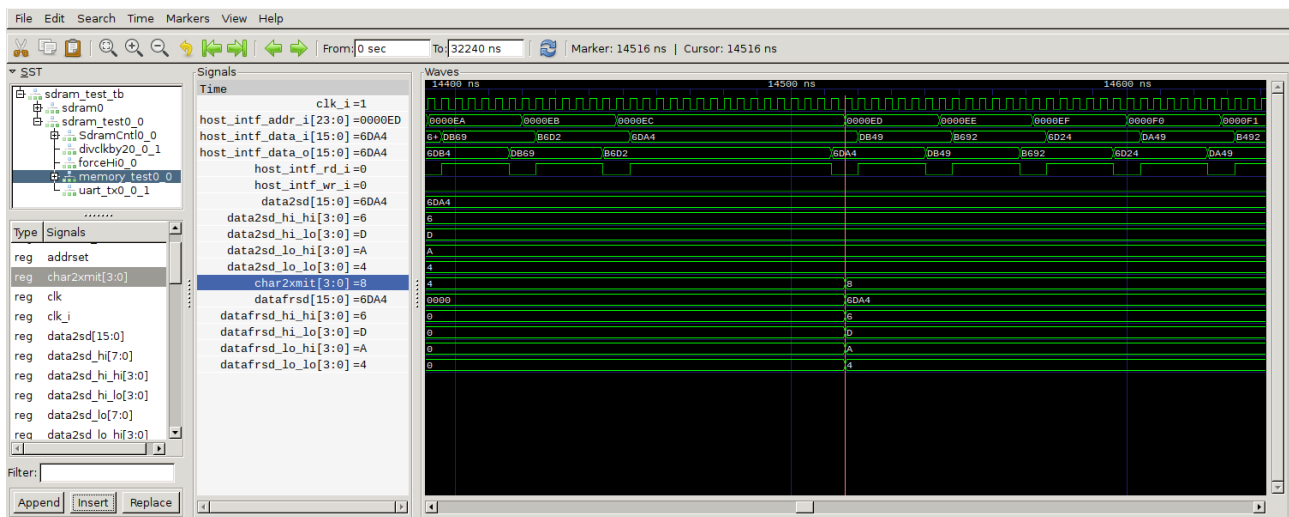 File Edit Search Time Markers View Help
From: 0 sec To: 32240 ns Marker: 14516 ns | Cursor: 14516 ns
SST
sdram_test_tb
sdram0
sdram_test0_0
SdramCntl0_0
divclkby20_0_1
forceHi0_0
memory_test0_0
uart_tx0_0_1
Type Signals
reg addrset
reg char2xmit[3:0]
reg clk
reg clk_i
reg data2sd[15:0]
reg data2sd_hi[7:0]
reg data2sd_hi_hi[3:0]
reg data2sd_hi_lo[3:0]
reg data2sd_lo[7:0]
reg data2sd_lo_hi[3:0]
Filter:
Append Insert Replace
Signals
Time
clk_i=1
host_intf_addr_i[23:0]=0000ED
host_intf_data_i[15:0]=6DA4
host_intf_data_o[15:0]=6DA4
host_intf_rd_i=0
host_intf_wr_i=0
data2sd[15:0]=6DA4
data2sd_hi_hi[3:0]=6
data2sd_hi_lo[3:0]=D
data2sd_lo_hi[3:0]=A
data2sd_lo_lo[3:0]=4
char2xmit[3:0]=8
datafrsd[15:0]=6DA4
datafrsd_hi_hi[3:0]=6
datafrsd_hi_lo[3:0]=D
datafrsd_lo_hi[3:0]=A
datafrsd_lo_lo[3:0]=4
Waves
14400 ns 14500 ns 14600 ns
0000EA 0000EB 0000EC 0000ED 0000EE 0000EF 0000F0 0000F1
6+ DB69 B6D2 6DA4 DB49 B692 6D24 DA49 B492
6DB4 DB69 B6D2 6DA4 DB49 B692 6D24 DA49
6DA4
6
D
A
4
4 8
0000 6DA4
0 6
0 D
0 A
0 4